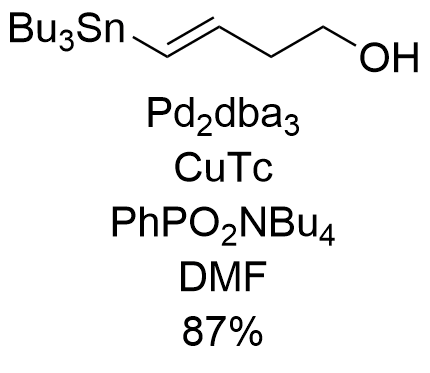 Bu₃Sn
OH
Pd₂dba₃
CuTc
PhPO₂NBu₄
DMF
87%